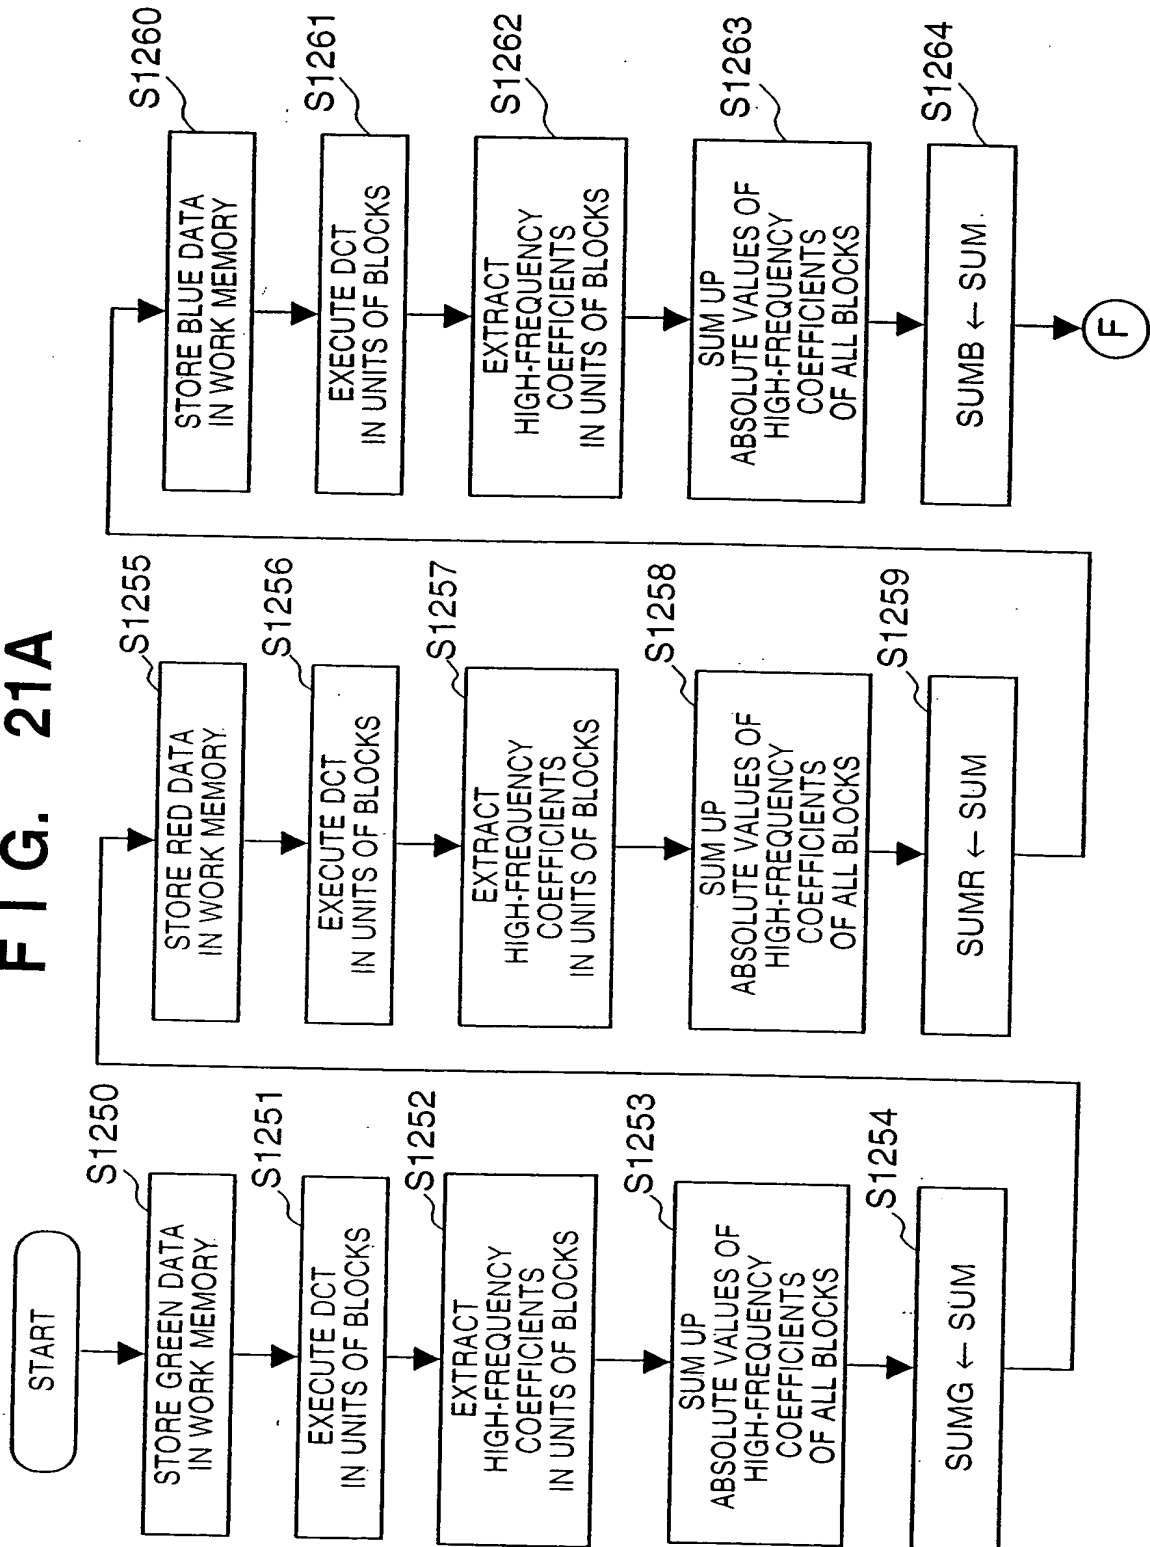 FIG. 21A
START
STORE GREEN DATA
IN WORK MEMORY
S1250
EXECUTE DCT
IN UNITS OF BLOCKS
S1251
EXTRACT
HIGH-FREQUENCY
COEFFICIENTS
IN UNITS OF BLOCKS
S1252
SUM UP
ABSOLUTE VALUES OF
HIGH-FREQUENCY
COEFFICIENTS
OF ALL BLOCKS
S1253
SUMG ← SUM
S1254
STORE RED DATA
IN WORK MEMORY
S1255
EXECUTE DCT
IN UNITS OF BLOCKS
S1256
EXTRACT
HIGH-FREQUENCY
COEFFICIENTS
IN UNITS OF BLOCKS
S1257
SUM UP
ABSOLUTE VALUES OF
HIGH-FREQUENCY
COEFFICIENTS
OF ALL BLOCKS
S1258
SUMR ← SUM
S1259
STORE BLUE DATA
IN WORK MEMORY
S1260
EXECUTE DCT
IN UNITS OF BLOCKS
S1261
EXTRACT
HIGH-FREQUENCY
COEFFICIENTS
IN UNITS OF BLOCKS
S1262
SUM UP
ABSOLUTE VALUES OF
HIGH-FREQUENCY
COEFFICIENTS
OF ALL BLOCKS
S1263
SUMB ← SUM
S1264
F